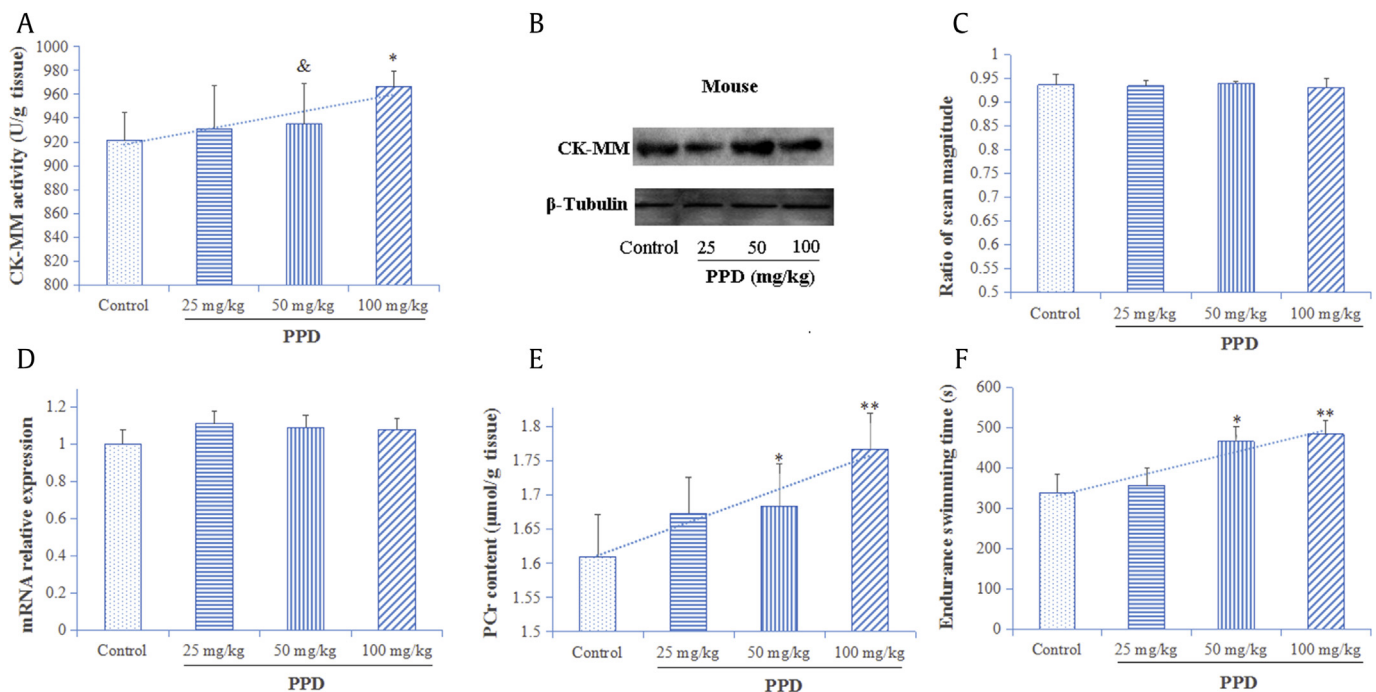 A
CK-MM activity (U/g tissue)
1000
980
960
940
920
900
880
860
840
820
800
&
*
Control
25 mg/kg
50 mg/kg
100 mg/kg
PPD
B
Mouse
CK-MM
β-Tubulin
Control 25 50 100
PPD (mg/kg)
C
Ratio of scan magnitude
1
0.95
0.9
0.85
0.8
0.75
0.7
0.65
0.6
0.55
0.5
Control
25 mg/kg
50 mg/kg
100 mg/kg
PPD
D
mRNA relative expression
1.2
1
0.8
0.6
0.4
0.2
0
Control
25 mg/kg
50 mg/kg
100 mg/kg
PPD
E
PCr content (μmol/g tissue)
1.8
1.75
1.7
1.65
1.6
1.55
1.5
*
**
Control
25 mg/kg
50 mg/kg
100 mg/kg
PPD
F
Endurance swimming time (s)
600
500
400
300
200
100
0
*
**
Control
25 mg/kg
50 mg/kg
100 mg/kg
PPD